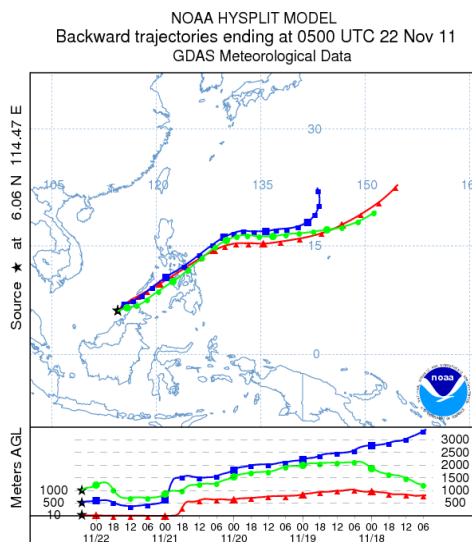 NOAA HYSPLIT MODEL
Backward trajectories ending at 0500 UTC 22 Nov 11
GDAS Meteorological Data
Source ★ at 6.06 N 114.47 E
30
105 120 135 150 16
15
0
noaa
Meters AGL
3000
2500
2000
1500
1000 1000
500 500
10
00 18 12 06 00 18 12 06 00 18 12 06 00 18 12 06 00 18 12 06
11/22 11/21 11/20 11/19 11/18